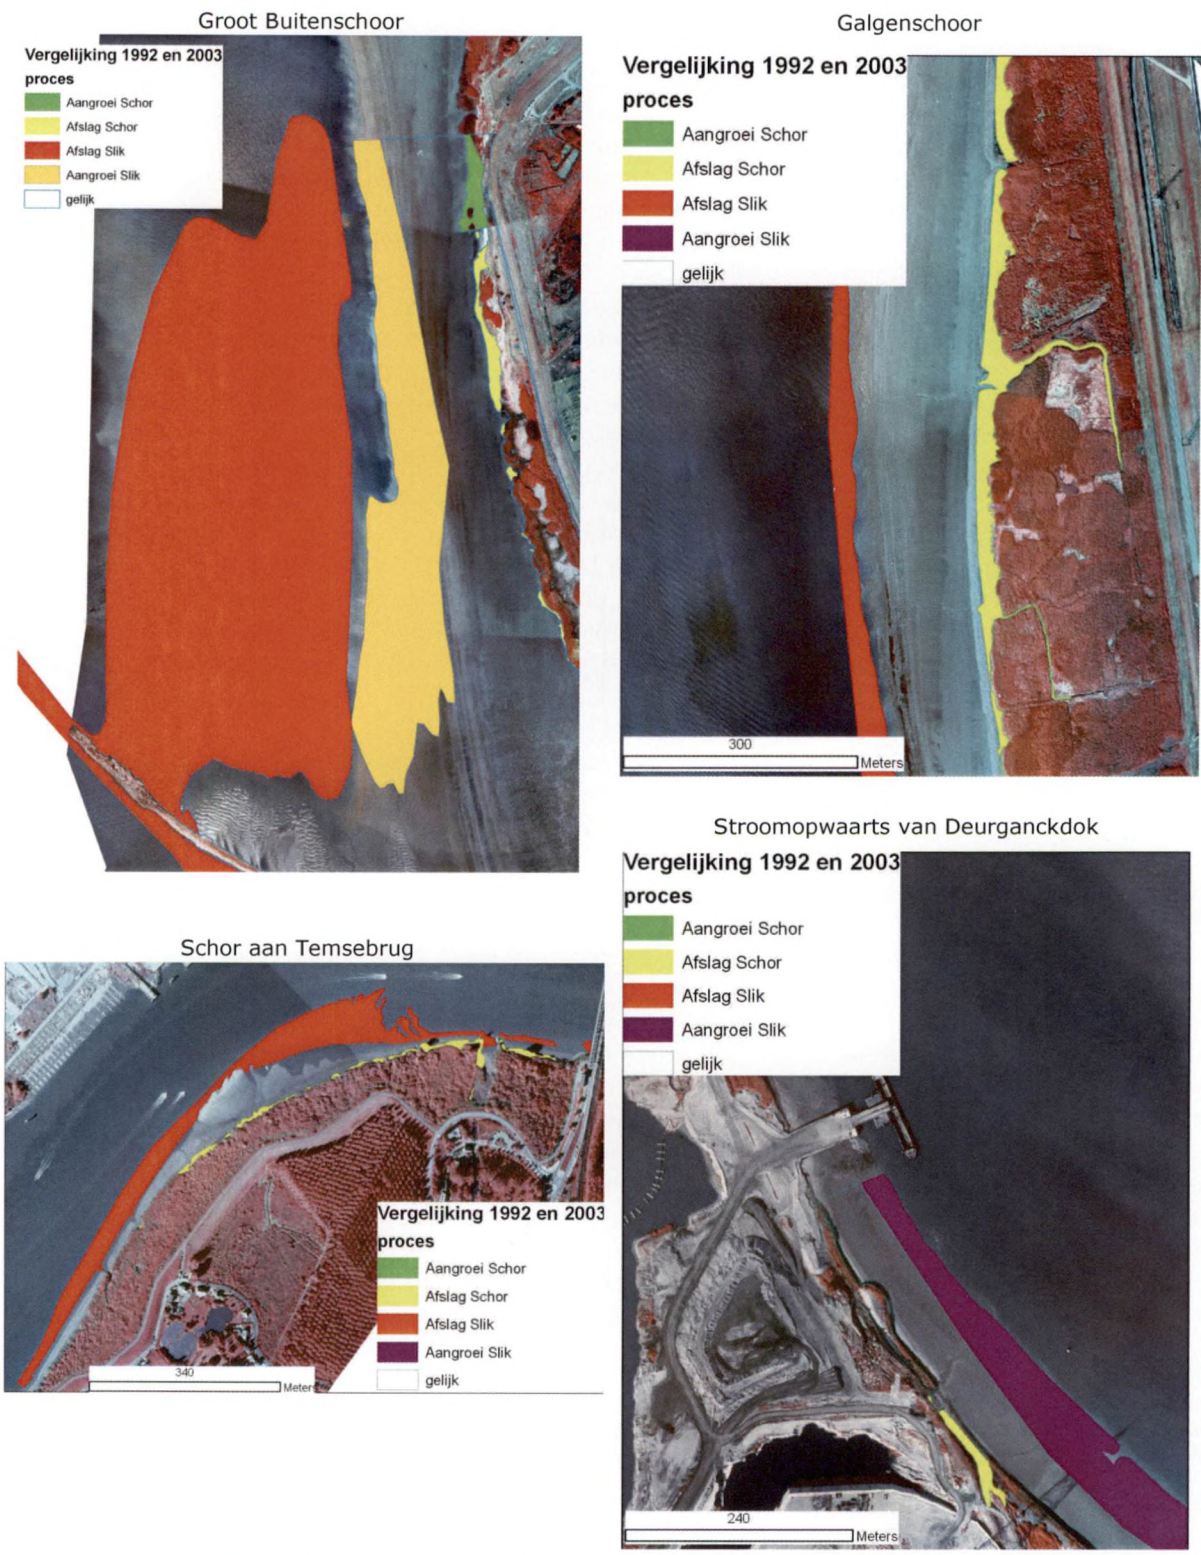 Groot Buitenschoor
Vergelijking 1992 en 2003
proces
Aangroei Schor
Afslag Schor
Afslag Slik
Aangroei Slik
gelijk
Galgenschoor
Vergelijking 1992 en 2003
proces
Aangroei Schor
Afslag Schor
Afslag Slik
Aangroei Slik
gelijk
300
Meters
Schor aan Temsebrug
Vergelijking 1992 en 2003
proces
Aangroei Schor
Afslag Schor
Afslag Slik
Aangroei Slik
gelijk
340
Meters
Stroomopwaarts van Deurganckdok
Vergelijking 1992 en 2003
proces
Aangroei Schor
Afslag Schor
Afslag Slik
Aangroei Slik
gelijk
240
Meters